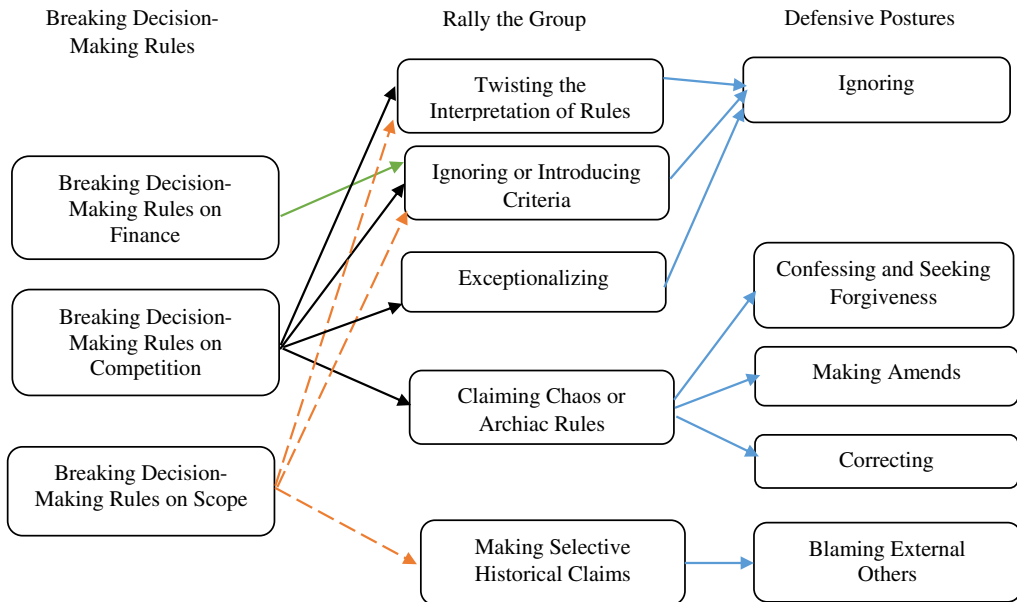 Breaking Decision-
Making Rules
Rally the Group
Defensive Postures
Breaking Decision-
Making Rules on
Finance
Breaking Decision-
Making Rules on
Competition
Breaking Decision-
Making Rules on Scope
Twisting the
Interpretation of Rules
Ignoring or Introducing
Criteria
Exceptionalizing
Claiming Chaos or
Archiac Rules
Making Selective
Historical Claims
Ignoring
Confessing and Seeking
Forgiveness
Making Amends
Correcting
Blaming External
Others